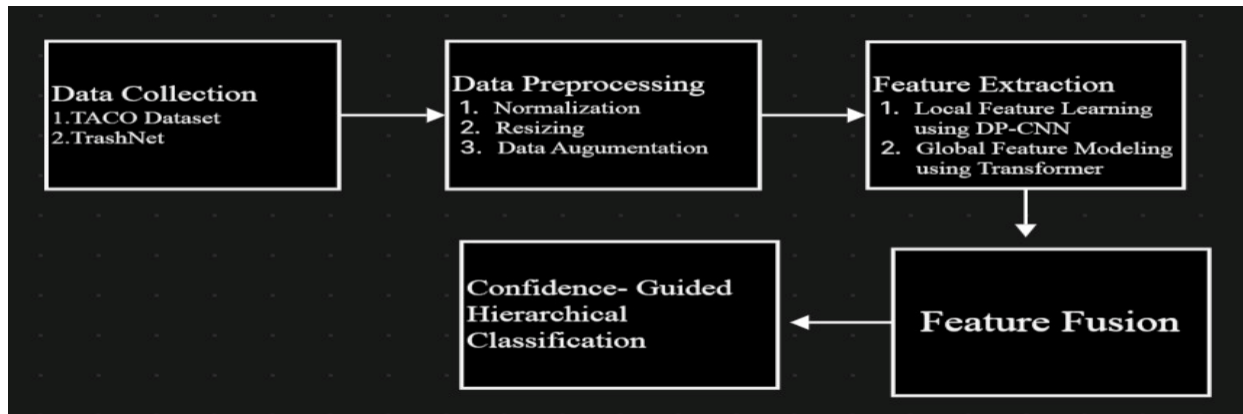 Data Collection
1.TACO Dataset
2.TrashNet
Data Preprocessing
1. Normalization
2. Resizing
3. Data Augumentation
Feature Extraction
1. Local Feature Learning
using DP-CNN
2. Global Feature Modeling
using Transformer
Feature Fusion
Confidence- Guided
Hierarchical
Classification